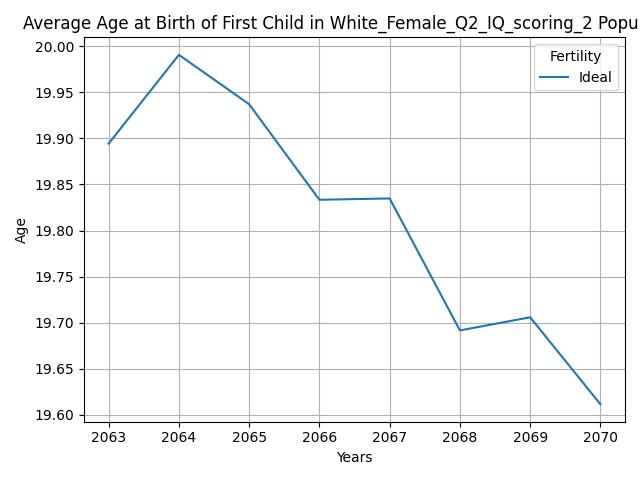 Average Age at Birth of First Child in White_Female_Q2_IQ_scoring_2 Popu
20.00
Fertility
Ideal
19.95
19.90
19.85
19.80
19.75
19.70
19.65
19.60
Age
2063 2064 2065 2066 2067 2068 2069 2070
Years